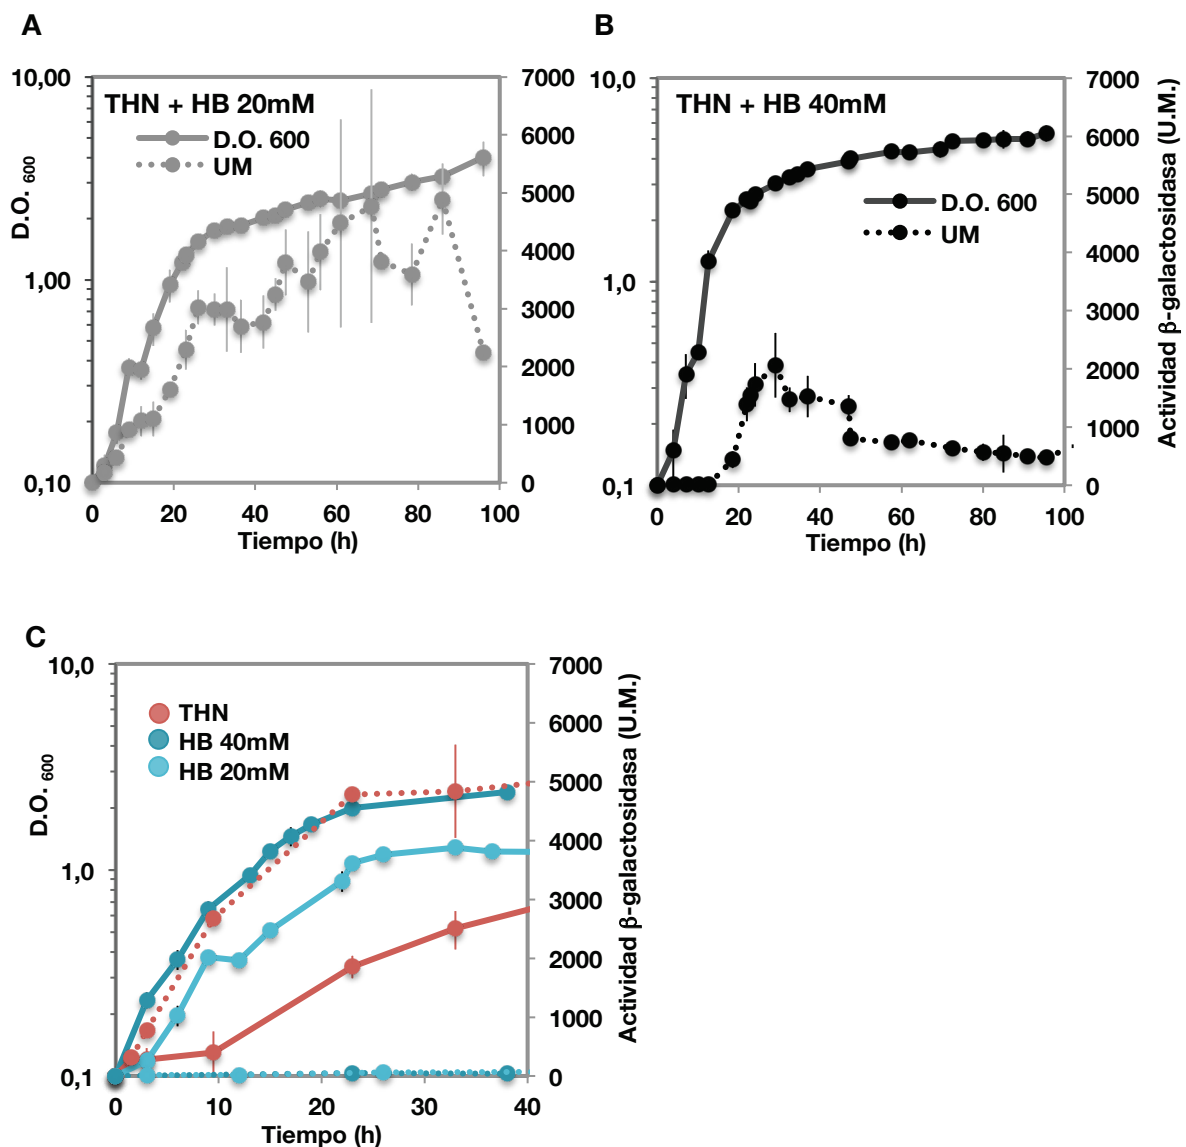 A
THN + HB 20mM
D.O. 600
UM
D.O. 600
10,00
1,00
0,10
7000
6000
5000
4000
3000
2000
1000
0
0 20 40 60 80 100
Tiempo (h)
B
THN + HB 40mM
D.O. 600
UM
10,0
1,0
0,1
7000
6000
5000
4000
3000
2000
1000
0
Actividad β-galactosidasa (U.M.)
0 20 40 60 80 100
Tiempo (h)
C
THN
HB 40mM
HB 20mM
D.O. 600
10,0
1,0
0,1
7000
6000
5000
4000
3000
2000
1000
0
Actividad β-galactosidasa (U.M.)
0 10 20 30 40
Tiempo (h)